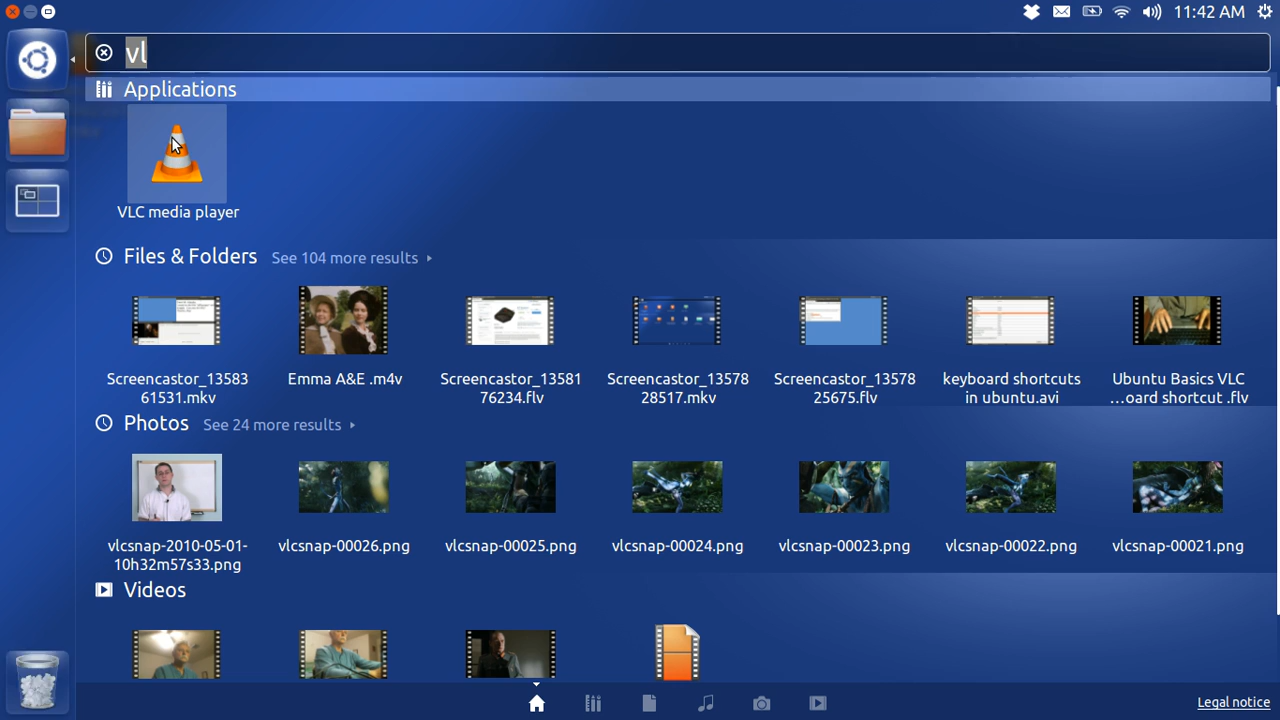 11:42 AM
vl
Applications
VLC media player
Files & Folders See 104 more results
Screencastor_13583
61531.mkv
Emma A&E .m4v
Screencastor_13581
76234.flv
Screencastor_13578
28517.mkv
Screencastor_13578
25675.flv
keyboard shortcuts
in ubuntu.avi
Ubuntu Basics VLC
...oard shortcut .flv
Photos See 24 more results
vlcsnap-2010-05-01-
10h32m57s33.png
vlcsnap-00026.png
vlcsnap-00025.png
vlcsnap-00024.png
vlcsnap-00023.png
vlcsnap-00022.png
vlcsnap-00021.png
Videos
Legal notice